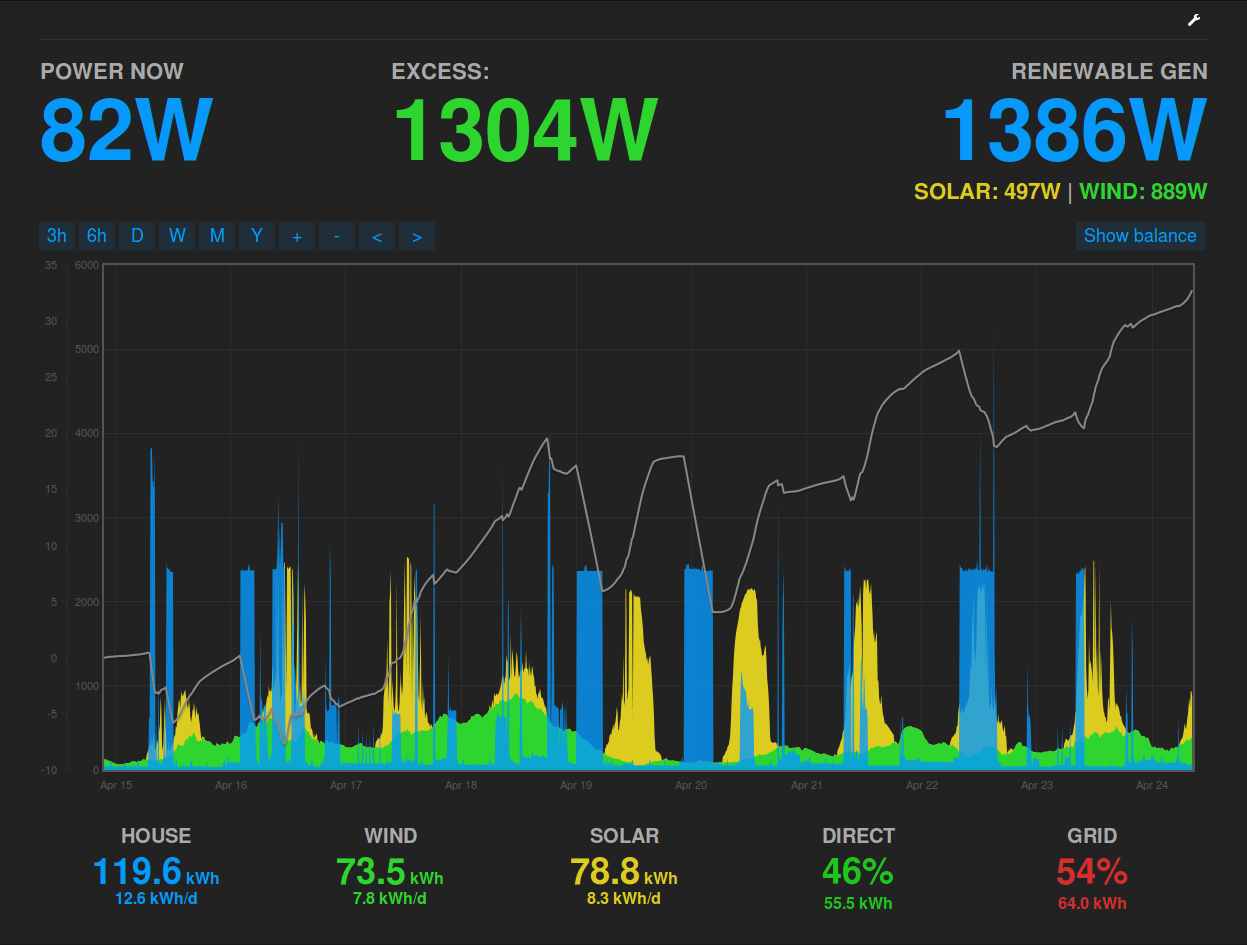 POWER NOW EXCESS: RENEWABLE GEN
82W 1304W 1386W
SOLAR: 497W | WIND: 889W
3h 6h D W M Y + - < > Show balance
35 6000
30
5000
25
20 4000
15
3000
10
5 2000
0
1000
-5
-10 0
Apr 15 Apr 16 Apr 17 Apr 18 Apr 19 Apr 20 Apr 21 Apr 22 Apr 23 Apr 24
HOUSE WIND SOLAR DIRECT GRID
119.6 kWh 73.5 kWh 78.8 kWh 46% 54%
12.6 kWh/d 7.8 kWh/d 8.3 kWh/d 55.5 kWh 64.0 kWh